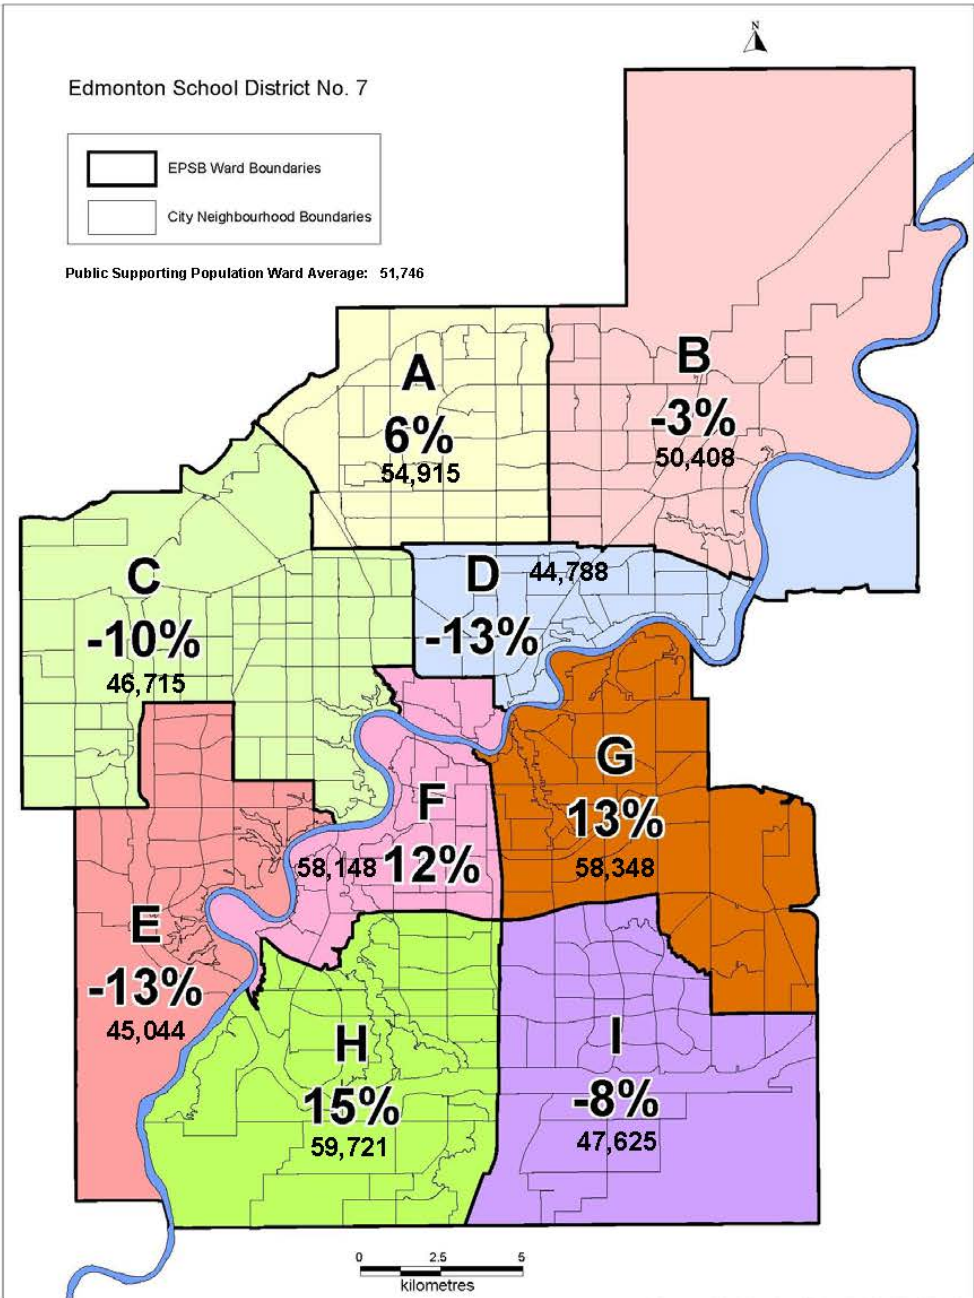 N
Edmonton School District No. 7
EPSB Ward Boundaries
City Neighbourhood Boundaries
Public Supporting Population Ward Average: 51,746
A
6%
54,915
B
-3%
50,408
C
-10%
46,715
D
44,788
-13%
E
-13%
45,044
F
58,148 12%
G
13%
58,348
H
15%
59,721
I
-8%
47,625
0 2.5 5
kilometres